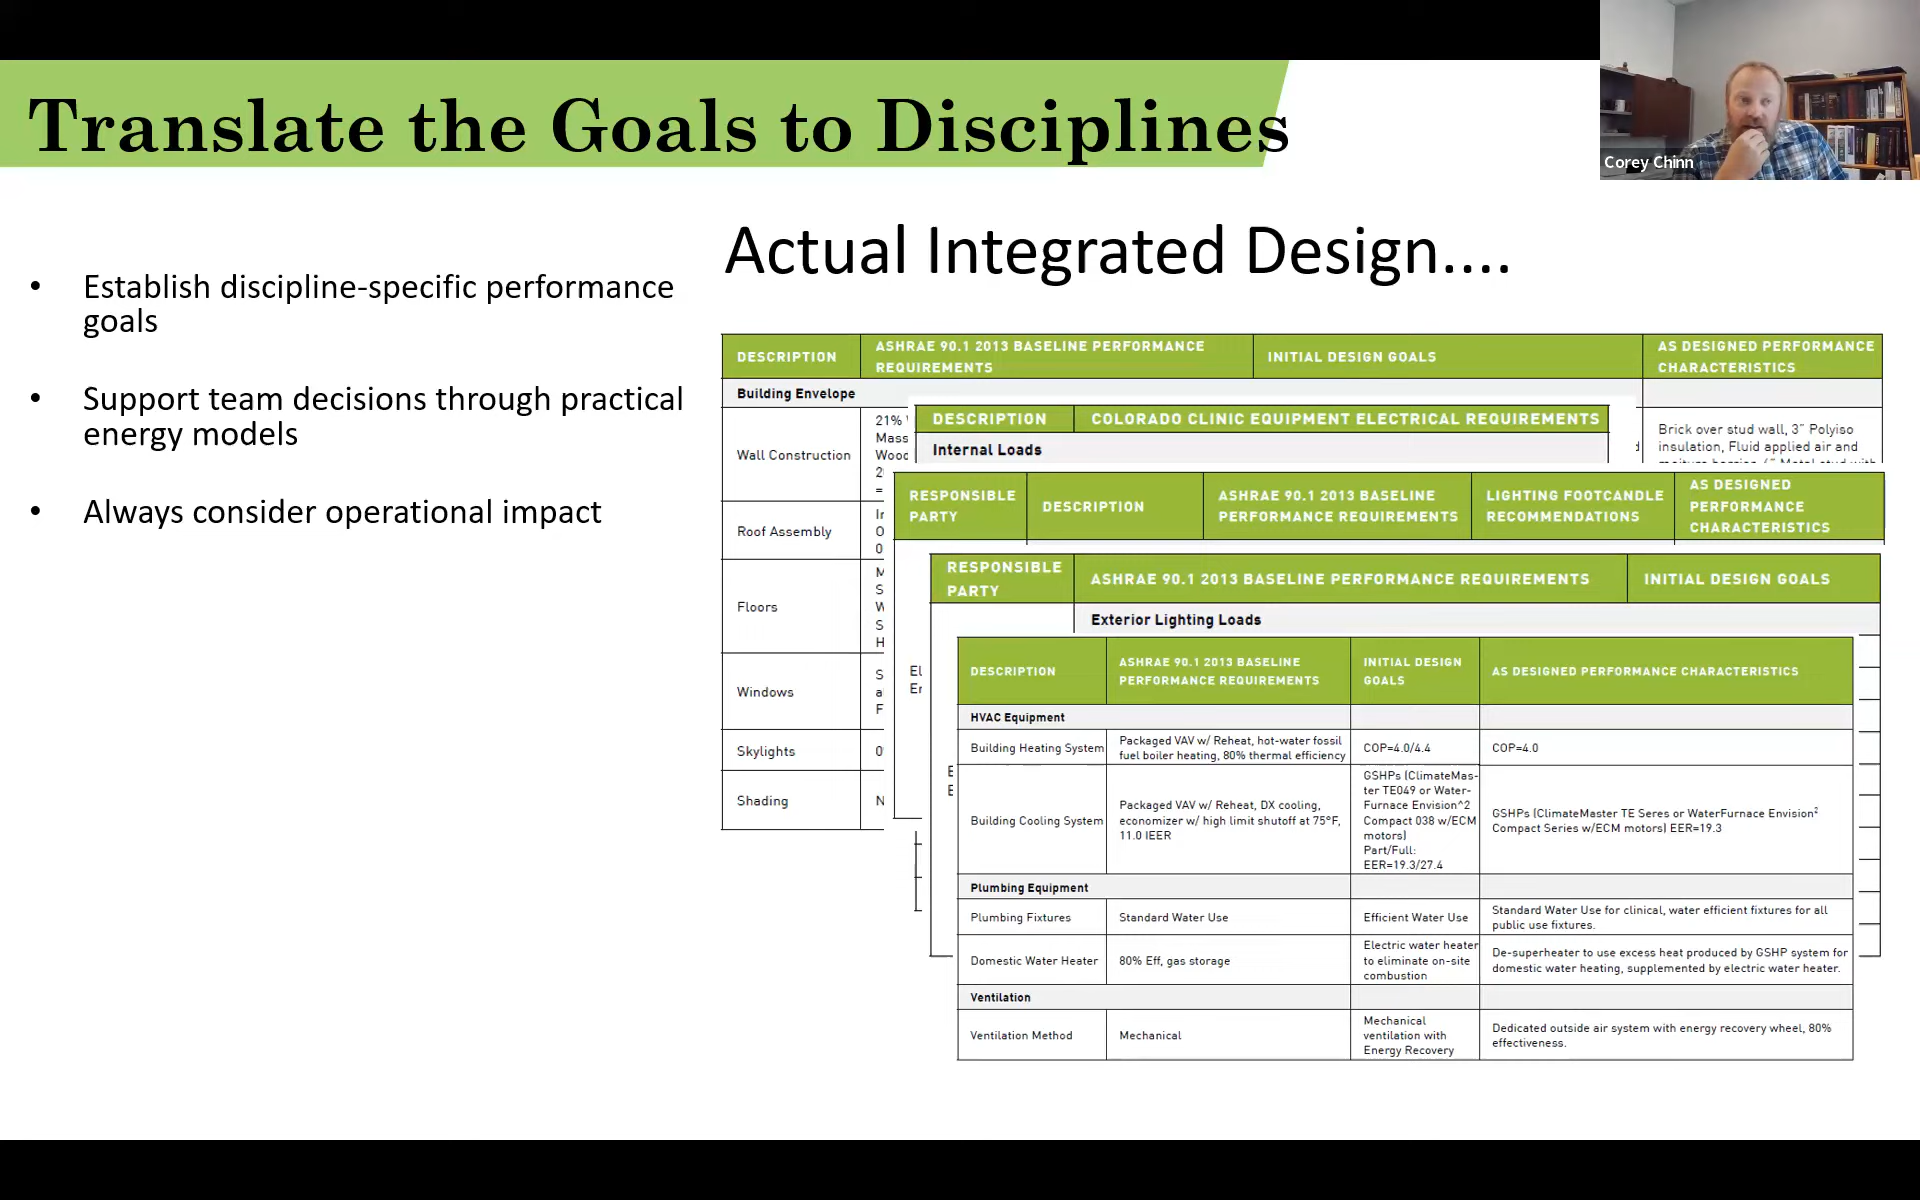 Translate the Goals to Disciplines
Corey Chinn
• Establish discipline-specific performance
goals
• Support team decisions through practical
energy models
• Always consider operational impact
Actual Integrated Design....
DESCRIPTION
ASHRAE 90.1 2013 BASELINE PERFORMANCE
REQUIREMENTS
INITIAL DESIGN GOALS
AS DESIGNED PERFORMANCE
CHARACTERISTICS
Building Envelope
Wall Construction
21%
Mass
Wood
2
=
Brick over stud wall, 3" Polyiso
insulation, Fluid applied air and
Roof Assembly
In
O
0
Floors
M
S
W
S
H
Windows
S
a
F
Skylights
0
Shading
N
DESCRIPTION
COLORADO CLINIC EQUIPMENT ELECTRICAL REQUIREMENTS
Internal Loads
RESPONSIBLE
PARTY
DESCRIPTION
ASHRAE 90.1 2013 BASELINE
PERFORMANCE REQUIREMENTS
LIGHTING FOOTCANDLE
RECOMMENDATIONS
AS DESIGNED
PERFORMANCE
CHARACTERISTICS
El
En
RESPONSIBLE
PARTY
ASHRAE 90.1 2013 BASELINE PERFORMANCE REQUIREMENTS
INITIAL DESIGN GOALS
Exterior Lighting Loads
E
E
DESCRIPTION
ASHRAE 90.1 2013 BASELINE
PERFORMANCE REQUIREMENTS
INITIAL DESIGN
GOALS
AS DESIGNED PERFORMANCE CHARACTERISTICS
HVAC Equipment
Building Heating System
Packaged VAV w/ Reheat, hot-water fossil
fuel boiler heating, 80% thermal efficiency
COP=4.0/4.4
COP=4.0
Building Cooling System
Packaged VAV w/ Reheat, DX cooling,
economizer w/ high limit shutoff at 75°F,
11.0 IEER
GSHPs (ClimateMas-
ter TE049 or Water-
Furnace Envision^2
Compact 038 w/ECM
motors)
Part/Full:
EER=19.3/27.4
GSHPs (ClimateMaster TE Seres or WaterFurnace Envision²
Compact Series w/ECM motors) EER=19.3
Plumbing Equipment
Plumbing Fixtures
Standard Water Use
Efficient Water Use
Standard Water Use for clinical, water efficient fixtures for all
public use fixtures.
Domestic Water Heater
80% Eff, gas storage
Electric water heater
to eliminate on-site
combustion
De-superheater to use excess heat produced by GSHP system for
domestic water heating, supplemented by electric water heater.
Ventilation
Ventilation Method
Mechanical
Mechanical
ventilation with
Energy Recovery
Dedicated outside air system with energy recovery wheel, 80%
effectiveness.